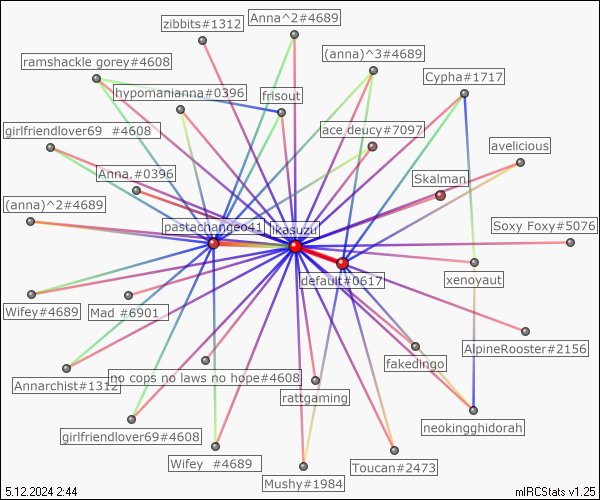 zibbits#1312
Anna^2#4689
(anna)^3#4689
ramshackle gorey#4608
Cypha#1717
hypomanianna#0396
frisout
girlfriendlover69 #4608
ace deucy#7097
avelicious
Anna,#0396
Skalman
(anna)^2#4689
pastachangeo41
likasuzu
Soxy Foxy#5076
default#0617
xenoyaut
Wifey#4689
Mad #6901
AlpineRooster#2156
fakedingo
Annarchist#1312
no cops no laws no hope#4608
rattgaming
neokingghidorah
girlfriendlover69#4608
Wifey #4689
Toucan#2473
Mushy#1984
5.12.2024 2:44
mIRCStats v1.25